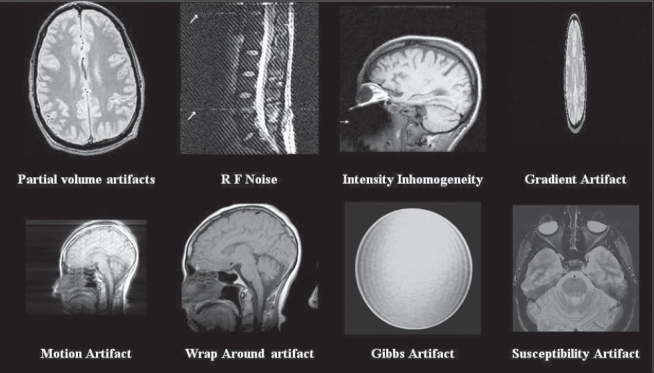 Partial volume artifacts
R F Noise
Intensity Inhomogeneity
Gradient Artifact
Motion Artifact
Wrap Around artifact
Gibbs Artifact
Susceptibility Artifact